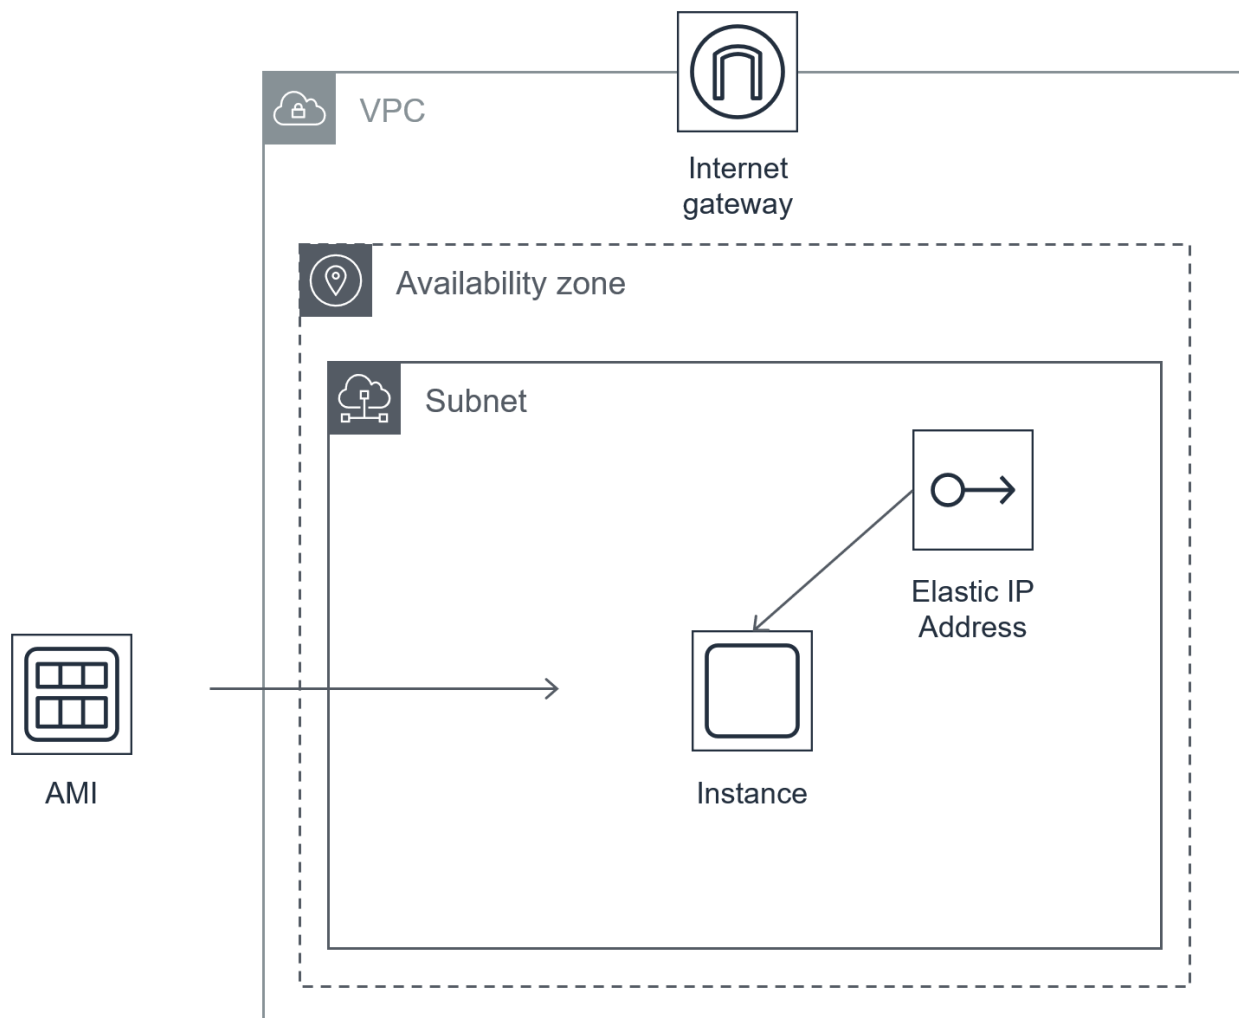 VPC
Internet
gateway
Availability zone
Subnet
Elastic IP
Address
AMI
Instance